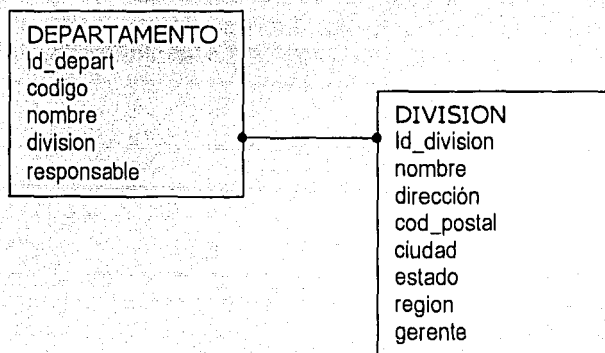 DEPARTAMENTO
Id_depart
codigo
nombre
division
responsable
DIVISION
Id_division
nombre
dirección
cod_postal
ciudad
estado
region
gerente